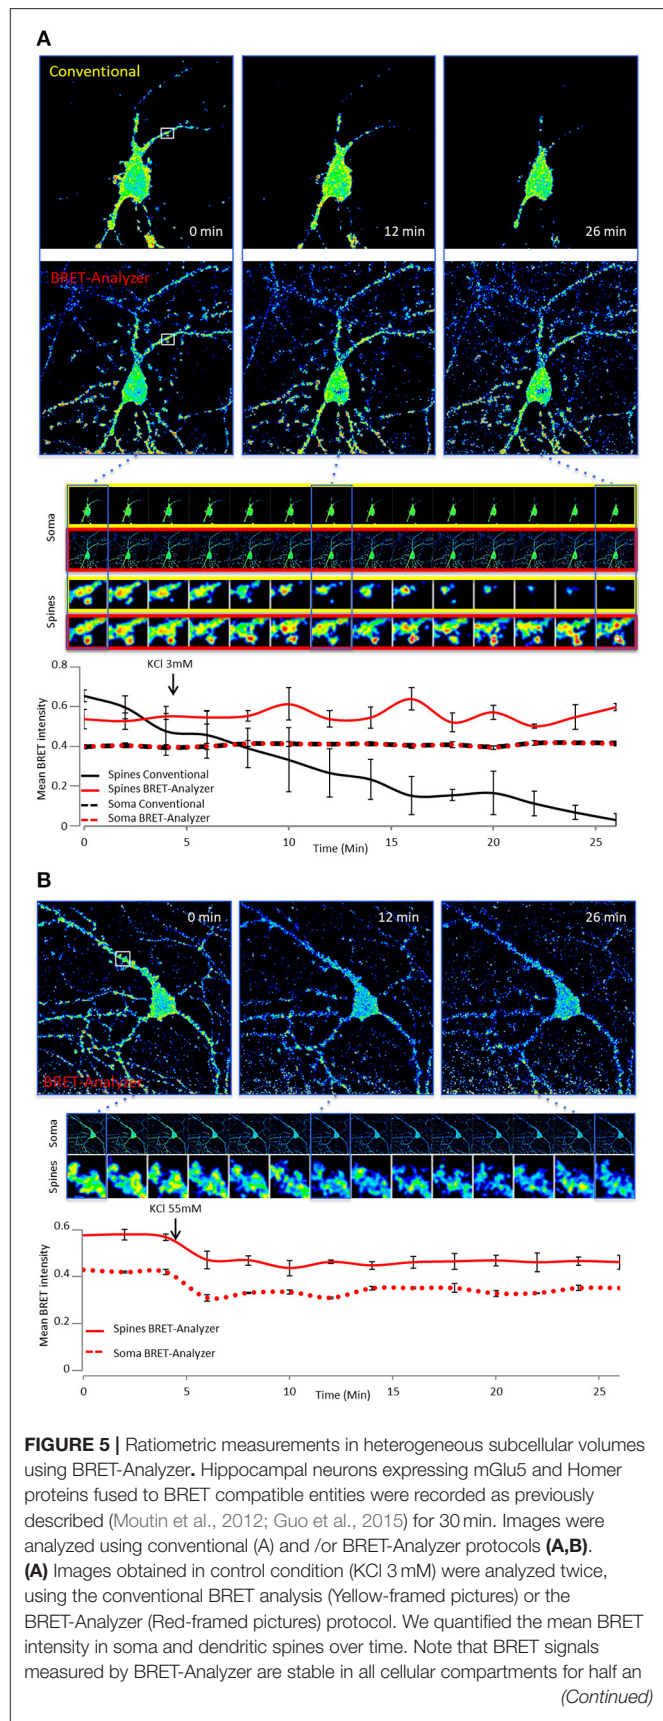 A
Conventional
0 min
12 min
26 min
BRET-Analyzer
Soma
Spines
KCl 3mM
Mean BRET intensity
0.8
0.6
0.4
0.2
0
Spines Conventional
Spines BRET-Analyzer
Soma Conventional
Soma BRET-Analyzer
0 5 10 15 20 25
Time (Min)
B
0 min
12 min
26 min
BRET-Analyzer
Soma
Spines
KCl 55mM
Mean BRET intensity
0.6
0.4
0.2
0
Spines BRET-Analyzer
Soma BRET-Analyzer
0 5 10 15 20 25
Time (Min)
FIGURE 5 | Ratiometric measurements in heterogeneous subcellular volumes
using BRET-Analyzer. Hippocampal neurons expressing mGlu5 and Homer
proteins fused to BRET compatible entities were recorded as previously
described (Moutin et al., 2012; Guo et al., 2015) for 30 min. Images were
analyzed using conventional (A) and /or BRET-Analyzer protocols (A,B).
(A) Images obtained in control condition (KCl 3 mM) were analyzed twice,
using the conventional BRET analysis (Yellow-framed pictures) or the
BRET-Analyzer (Red-framed pictures) protocol. We quantified the mean BRET
intensity in soma and dendritic spines over time. Note that BRET signals
measured by BRET-Analyzer are stable in all cellular compartments for half an
(Continued)